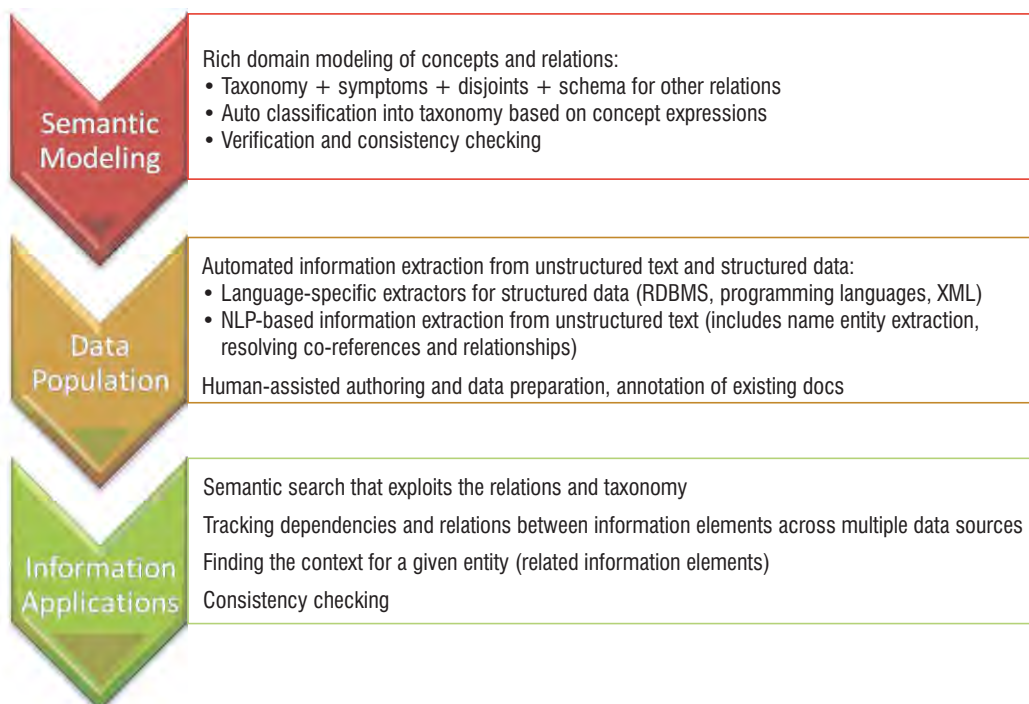 Semantic
Modeling
Rich domain modeling of concepts and relations:
• Taxonomy + symptoms + disjoints + schema for other relations
• Auto classification into taxonomy based on concept expressions
• Verification and consistency checking
Data
Population
Automated information extraction from unstructured text and structured data:
• Language-specific extractors for structured data (RDBMS, programming languages, XML)
• NLP-based information extraction from unstructured text (includes name entity extraction,
resolving co-references and relationships)
Human-assisted authoring and data preparation, annotation of existing docs
Information
Applications
Semantic search that exploits the relations and taxonomy
Tracking dependencies and relations between information elements across multiple data sources
Finding the context for a given entity (related information elements)
Consistency checking